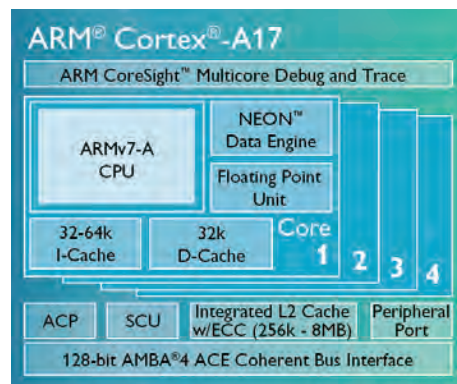 ARM® Cortex®-A17
ARM CoreSight™ Multicore Debug and Trace
ARMv7-A
CPU
NEON™
Data Engine
Floating Point
Unit
32-64k
I-Cache
32k
D-Cache
Core
1
2
3
4
ACP
SCU
Integrated L2 Cache
w/ECC (256k - 8MB)
Peripheral
Port
128-bit AMBA®4 ACE Coherent Bus Interface